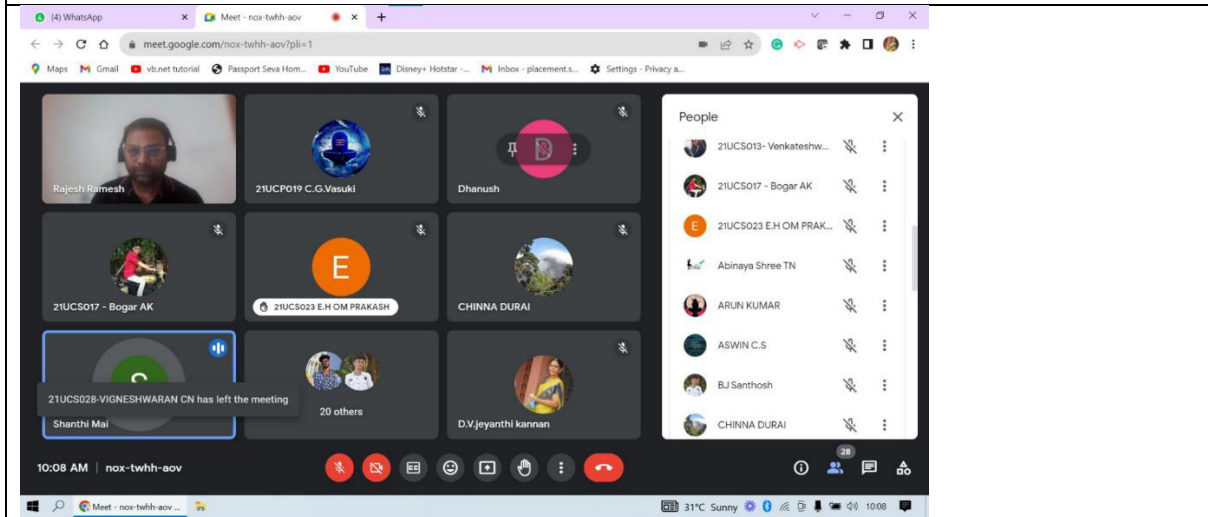 (4) WhatsApp
Meet - nox-twhh-aov
meet.google.com/nox-twhh-aov?pli=1
Maps
Gmail
vb.net tutorial
Passport Seva Hom...
YouTube
Disney+ Hotstar -...
Inbox - placement.s...
Settings - Privacy a...
Rajesh Ramesh
21UCP019 C.G.Vasuki
D
Dhanush
21UCS017 - Bogar AK
E
21UCS023 E.H OM PRAKASH
CHINNA DURAI
21UCS028-VIGNESHWARAN CN has left the meeting
Shanthi Mai
20 others
D.V.jeyanthi kannan
People
21UCS013- Venkateshw...
21UCS017 - Bogar AK
E
21UCS023 E.H OM PRAK...
Abinaya Shree TN
ARUN KUMAR
ASWIN C.S
BJ Santhosh
CHINNA DURAI
10:08 AM | nox-twhh-aov
28
Meet - nox-twhh-aov ...
31°C Sunny
10:08